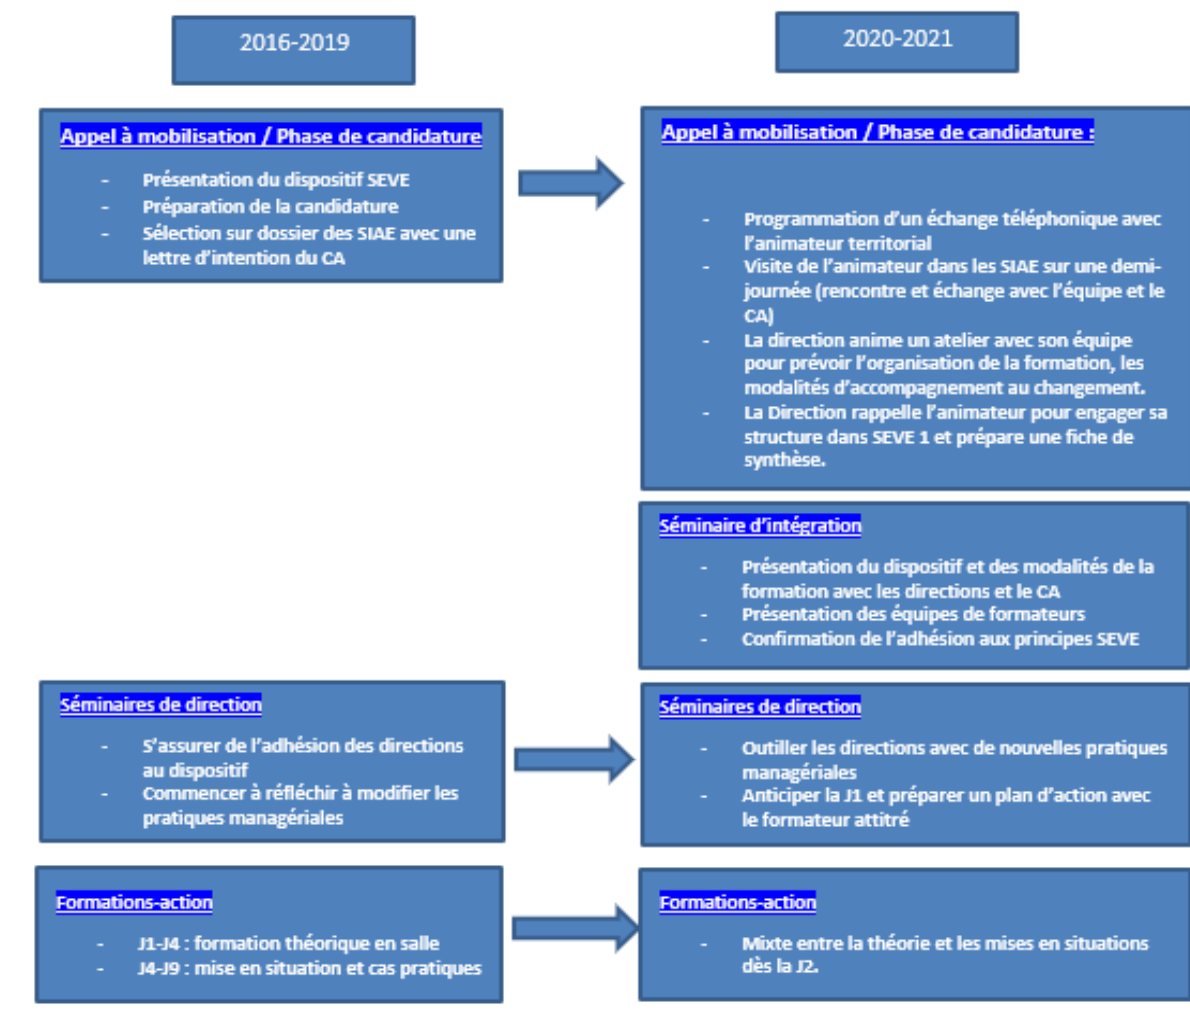 2016-2019
2020-2021
Appel à mobilisation / Phase de candidature
- Présentation du dispositif SEVE
- Préparation de la candidature
- Sélection sur dossier des SIAE avec une
lettre d'intention du CA
Appel à mobilisation / Phase de candidature :
- Programmation d'un échange téléphonique avec
l'animateur territorial
- Visite de l'animateur dans les SIAE sur une demi-
journée (rencontre et échange avec l'équipe et le
CA)
- La direction anime un atelier avec son équipe
pour prévoir l'organisation de la formation, les
modalités d'accompagnement au changement.
- La Direction rappelle l'animateur pour engager sa
structure dans SEVE 1 et prépare une fiche de
synthèse.
Séminaire d'intégration
- Présentation du dispositif et des modalités de la
formation avec les directions et le CA
- Présentation des équipes de formateurs
- Confirmation de l'adhésion aux principes SEVE
Séminaires de direction
- S'assurer de l'adhésion des directions
au dispositif
- Commencer à réfléchir à modifier les
pratiques managériales
Séminaires de direction
- Outiller les directions avec de nouvelles pratiques
managériales
- Anticiper la J1 et préparer un plan d'action avec
le formateur attitré
Formations-action
- J1-J4 : formation théorique en salle
- J4-J9 : mise en situation et cas pratiques
Formations-action
- Mixte entre la théorie et les mises en situations
dès la J2.